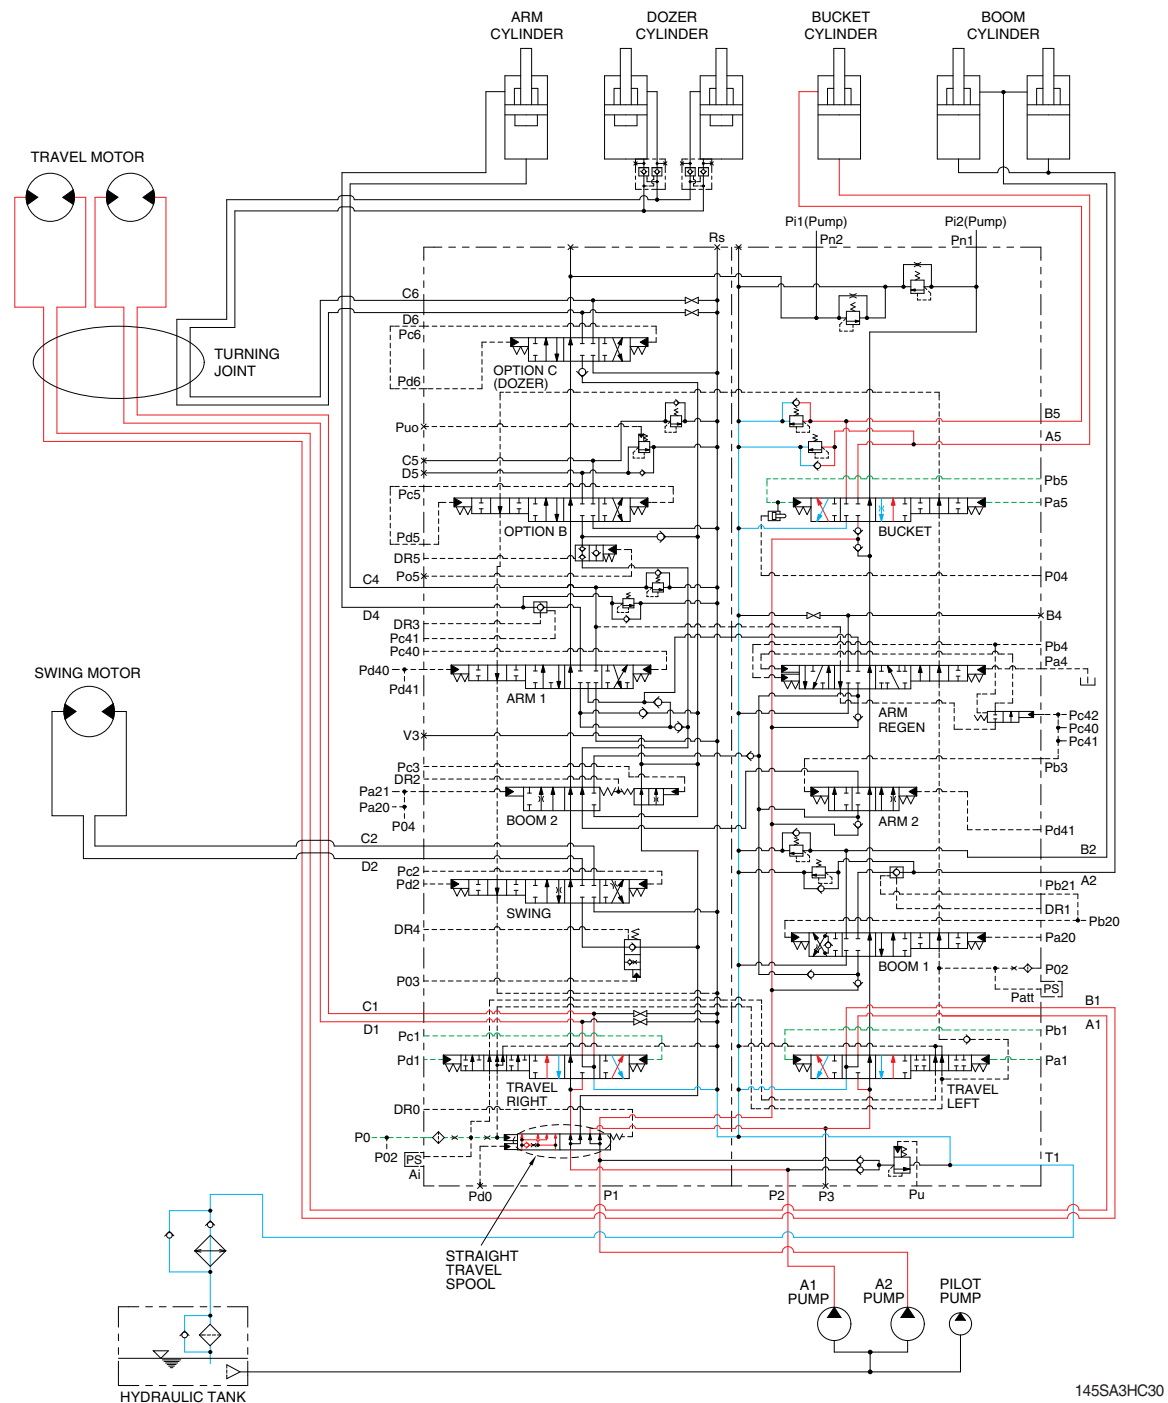 ARM
CYLINDER
DOZER
CYLINDER
BUCKET
CYLINDER
BOOM
CYLINDER
TRAVEL MOTOR
TURNING
JOINT
Rs
Pi1(Pump)
Pn2
Pi2(Pump)
Pn1
C6
D6
Pc6
Pd6
OPTION C
(DOZER)
Puo
C5
D5
Pc5
Pd5
OPTION B
DR5
Po5
B5
A5
Pb5
Pa5
BUCKET
P04
C4
D4
DR3
Pc41
Pc40
Pd40
Pd41
ARM 1
B4
Pb4
Pa4
ARM
REGEN
Pc42
Pc40
Pc41
SWING MOTOR
V3
Pc3
DR2
Pa21
Pa20
P04
BOOM 2
Pb3
ARM 2
Pd41
C2
D2
Pc2
Pd2
SWING
B2
A2
Pb21
DR1
Pb20
Pa20
BOOM 1
DR4
P03
P02
PS
Patt
C1
D1
Pc1
Pd1
TRAVEL
RIGHT
B1
A1
Pb1
Pa1
TRAVEL
LEFT
DR0
P0
P02
PS
Ai
Pd0
P1
P2
P3
Pu
T1
STRAIGHT
TRAVEL
SPOOL
A1
PUMP
A2
PUMP
PILOT
PUMP
HYDRAULIC TANK
145SA3HC30